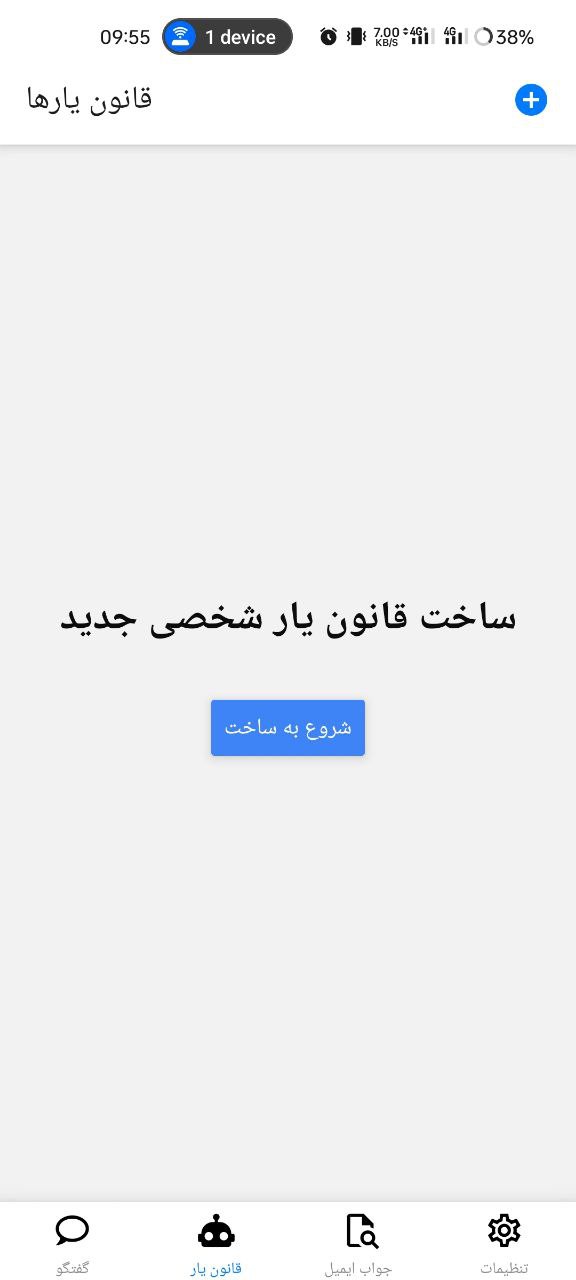 09:55
1 device
7.00 KB/S
4G+
4G
38%
قانون یارها
ساخت قانون یار شخصی جدید
شروع به ساخت
گفتگو
قانون یار
جواب ایمیل
تنظیمات